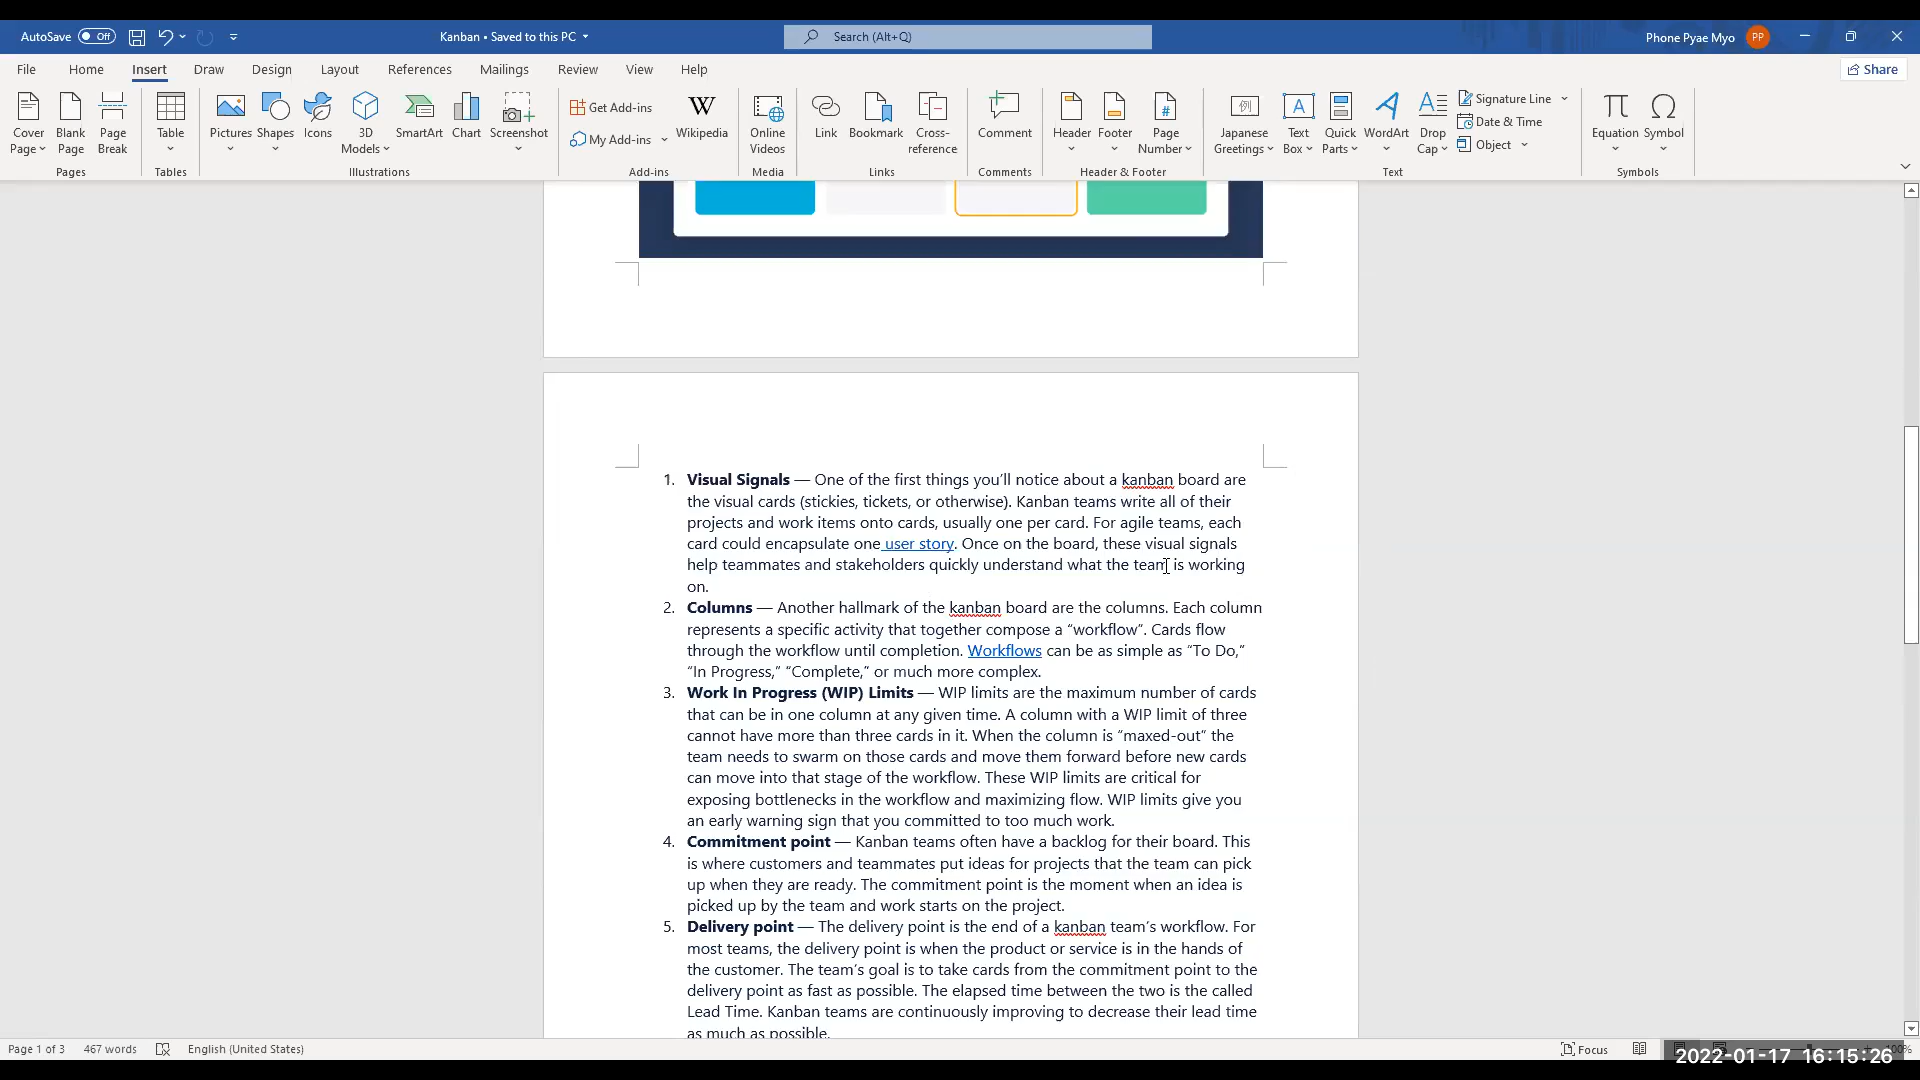 AutoSave Off Kanban • Saved to this PC Search (Alt+Q) Phone Pyae Myo PP
File Home Insert Draw Design Layout References Mailings Review View Help Share
Cover Page
Blank Page
Page Break
Pages
Table
Tables
Pictures
Shapes
Icons
3D Models
SmartArt
Chart
Screenshot
Illustrations
Get Add-ins
My Add-ins
Wikipedia
Add-ins
Online Videos
Media
Link
Bookmark
Cross-reference
Links
Comment
Comments
Header
Footer
Page Number
Header & Footer
Japanese Greetings
Text Box
Quick Parts
WordArt
Drop Cap
Signature Line
Date & Time
Object
Text
Equation
Symbol
Symbols
1. Visual Signals — One of the first things you’ll notice about a kanban board are
the visual cards (stickies, tickets, or otherwise). Kanban teams write all of their
projects and work items onto cards, usually one per card. For agile teams, each
card could encapsulate one user story. Once on the board, these visual signals
help teammates and stakeholders quickly understand what the team is working
on.
2. Columns — Another hallmark of the kanban board are the columns. Each column
represents a specific activity that together compose a “workflow”. Cards flow
through the workflow until completion. Workflows can be as simple as “To Do,”
“In Progress,” “Complete,” or much more complex.
3. Work In Progress (WIP) Limits — WIP limits are the maximum number of cards
that can be in one column at any given time. A column with a WIP limit of three
cannot have more than three cards in it. When the column is “maxed-out” the
team needs to swarm on those cards and move them forward before new cards
can move into that stage of the workflow. These WIP limits are critical for
exposing bottlenecks in the workflow and maximizing flow. WIP limits give you
an early warning sign that you committed to too much work.
4. Commitment point — Kanban teams often have a backlog for their board. This
is where customers and teammates put ideas for projects that the team can pick
up when they are ready. The commitment point is the moment when an idea is
picked up by the team and work starts on the project.
5. Delivery point — The delivery point is the end of a kanban team’s workflow. For
most teams, the delivery point is when the product or service is in the hands of
the customer. The team’s goal is to take cards from the commitment point to the
delivery point as fast as possible. The elapsed time between the two is the called
Lead Time. Kanban teams are continuously improving to decrease their lead time
as much as possible.
Page 1 of 3 467 words English (United States) Focus 100%
2022-01-17 16:15:26